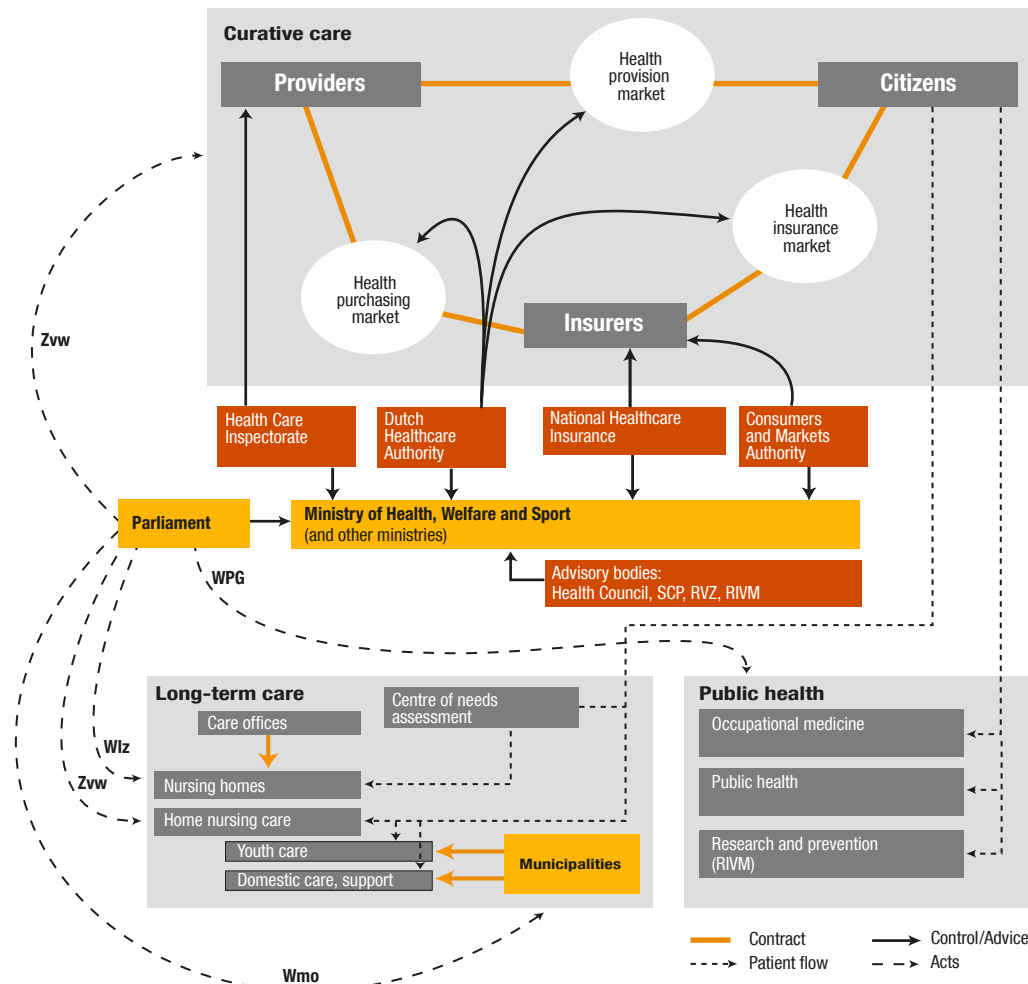 Curative care
Providers
Health
provision
market
Citizens
Health
insurance
market
Health
purchasing
market
Insurers
Zvw
Health Care
Inspectorate
Dutch
Healthcare
Authority
National Healthcare
Insurance
Consumers
and Markets
Authority
Parliament
Ministry of Health, Welfare and Sport
(and other ministries)
WPG
Advisory bodies:
Health Council, SCP, RVZ, RIVM
Long-term care
Care offices
Centre of needs
assessment
Wlz
Nursing homes
Zvw
Home nursing care
Youth care
Domestic care, support
Municipalities
Public health
Occupational medicine
Public health
Research and prevention
(RIVM)
Wmo
Contract
Control/Advice
Patient flow
Acts